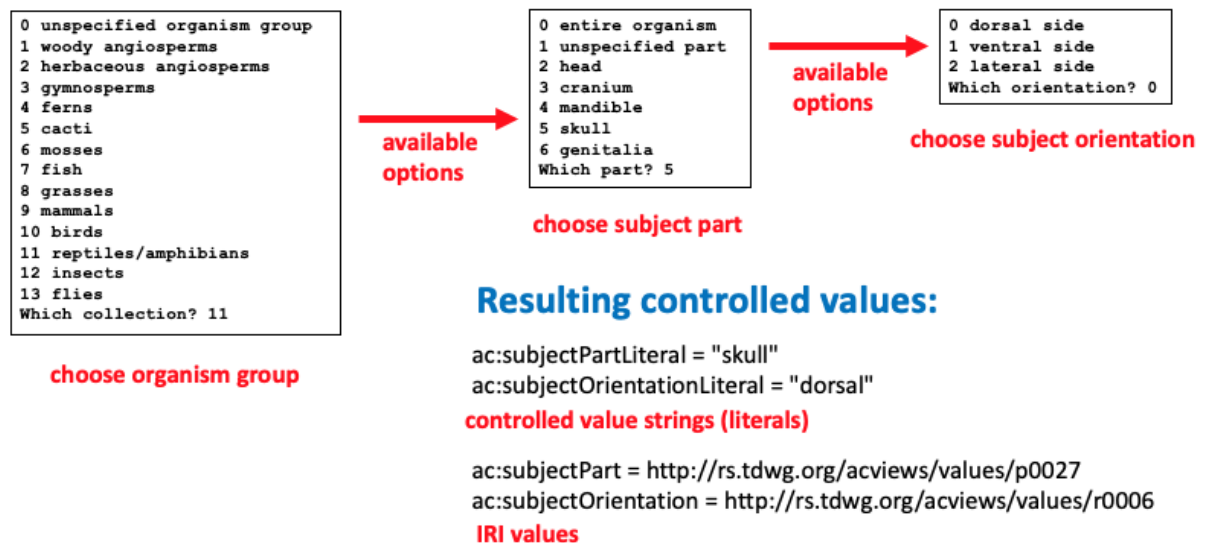 0 unspecified organism group
1 woody angiosperms
2 herbaceous angiosperms
3 gymnosperms
4 ferns
5 cacti
6 mosses
7 fish
8 grasses
9 mammals
10 birds
11 reptiles/amphibians
12 insects
13 flies
Which collection? 11
choose organism group
available
options
0 entire organism
1 unspecified part
2 head
3 cranium
4 mandible
5 skull
6 genitalia
Which part? 5
choose subject part
available
options
0 dorsal side
1 ventral side
2 lateral side
Which orientation? 0
choose subject orientation
Resulting controlled values:
ac:subjectPartLiteral = "skull"
ac:subjectOrientationLiteral = "dorsal"
controlled value strings (literals)
ac:subjectPart = http://rs.tdwg.org/acviews/values/p0027
ac:subjectOrientation = http://rs.tdwg.org/acviews/values/r0006
IRI values